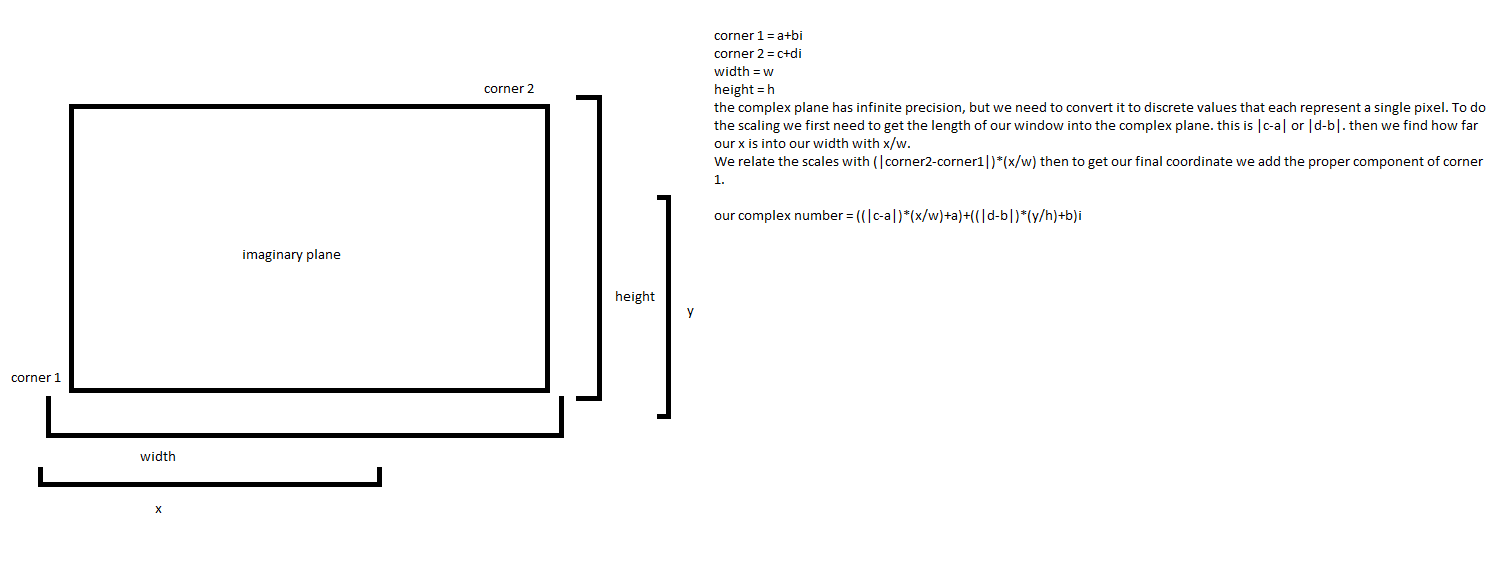 corner 1 = a+bi
corner 2 = c+di
width = w
height = h
the complex plane has infinite precision, but we need to convert it to discrete values that each represent a single pixel. To do
the scaling we first need to get the length of our window into the complex plane. this is |c-a| or |d-b|. then we find how far
our x is into our width with x/w.
We relate the scales with (|corner2-corner1|)*(x/w) then to get our final coordinate we add the proper component of corner
1.
our complex number = ((|c-a|)*(x/w)+a)+((|d-b|)*(y/h)+b)i
corner 2
imaginary plane
height
y
corner 1
width
x